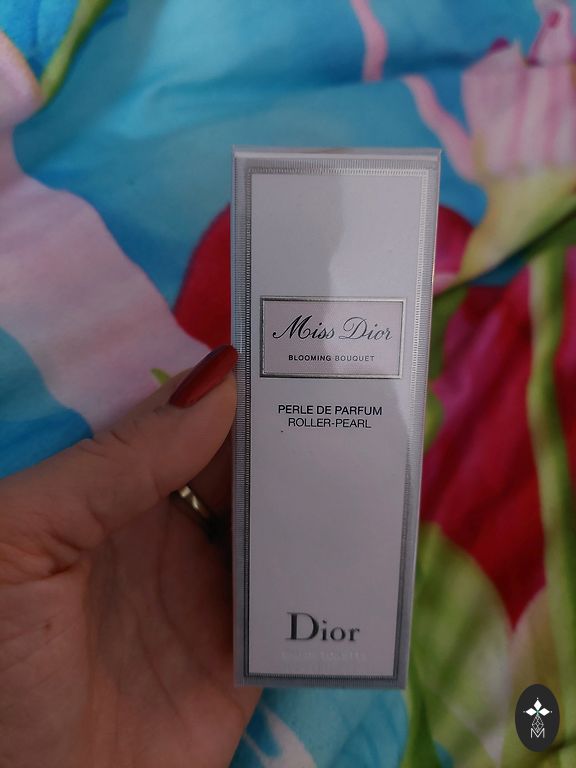 Miss Dior
BLOOMING BOUQUET
PERLE DE PARFUM
ROLLER-PEARL
Dior